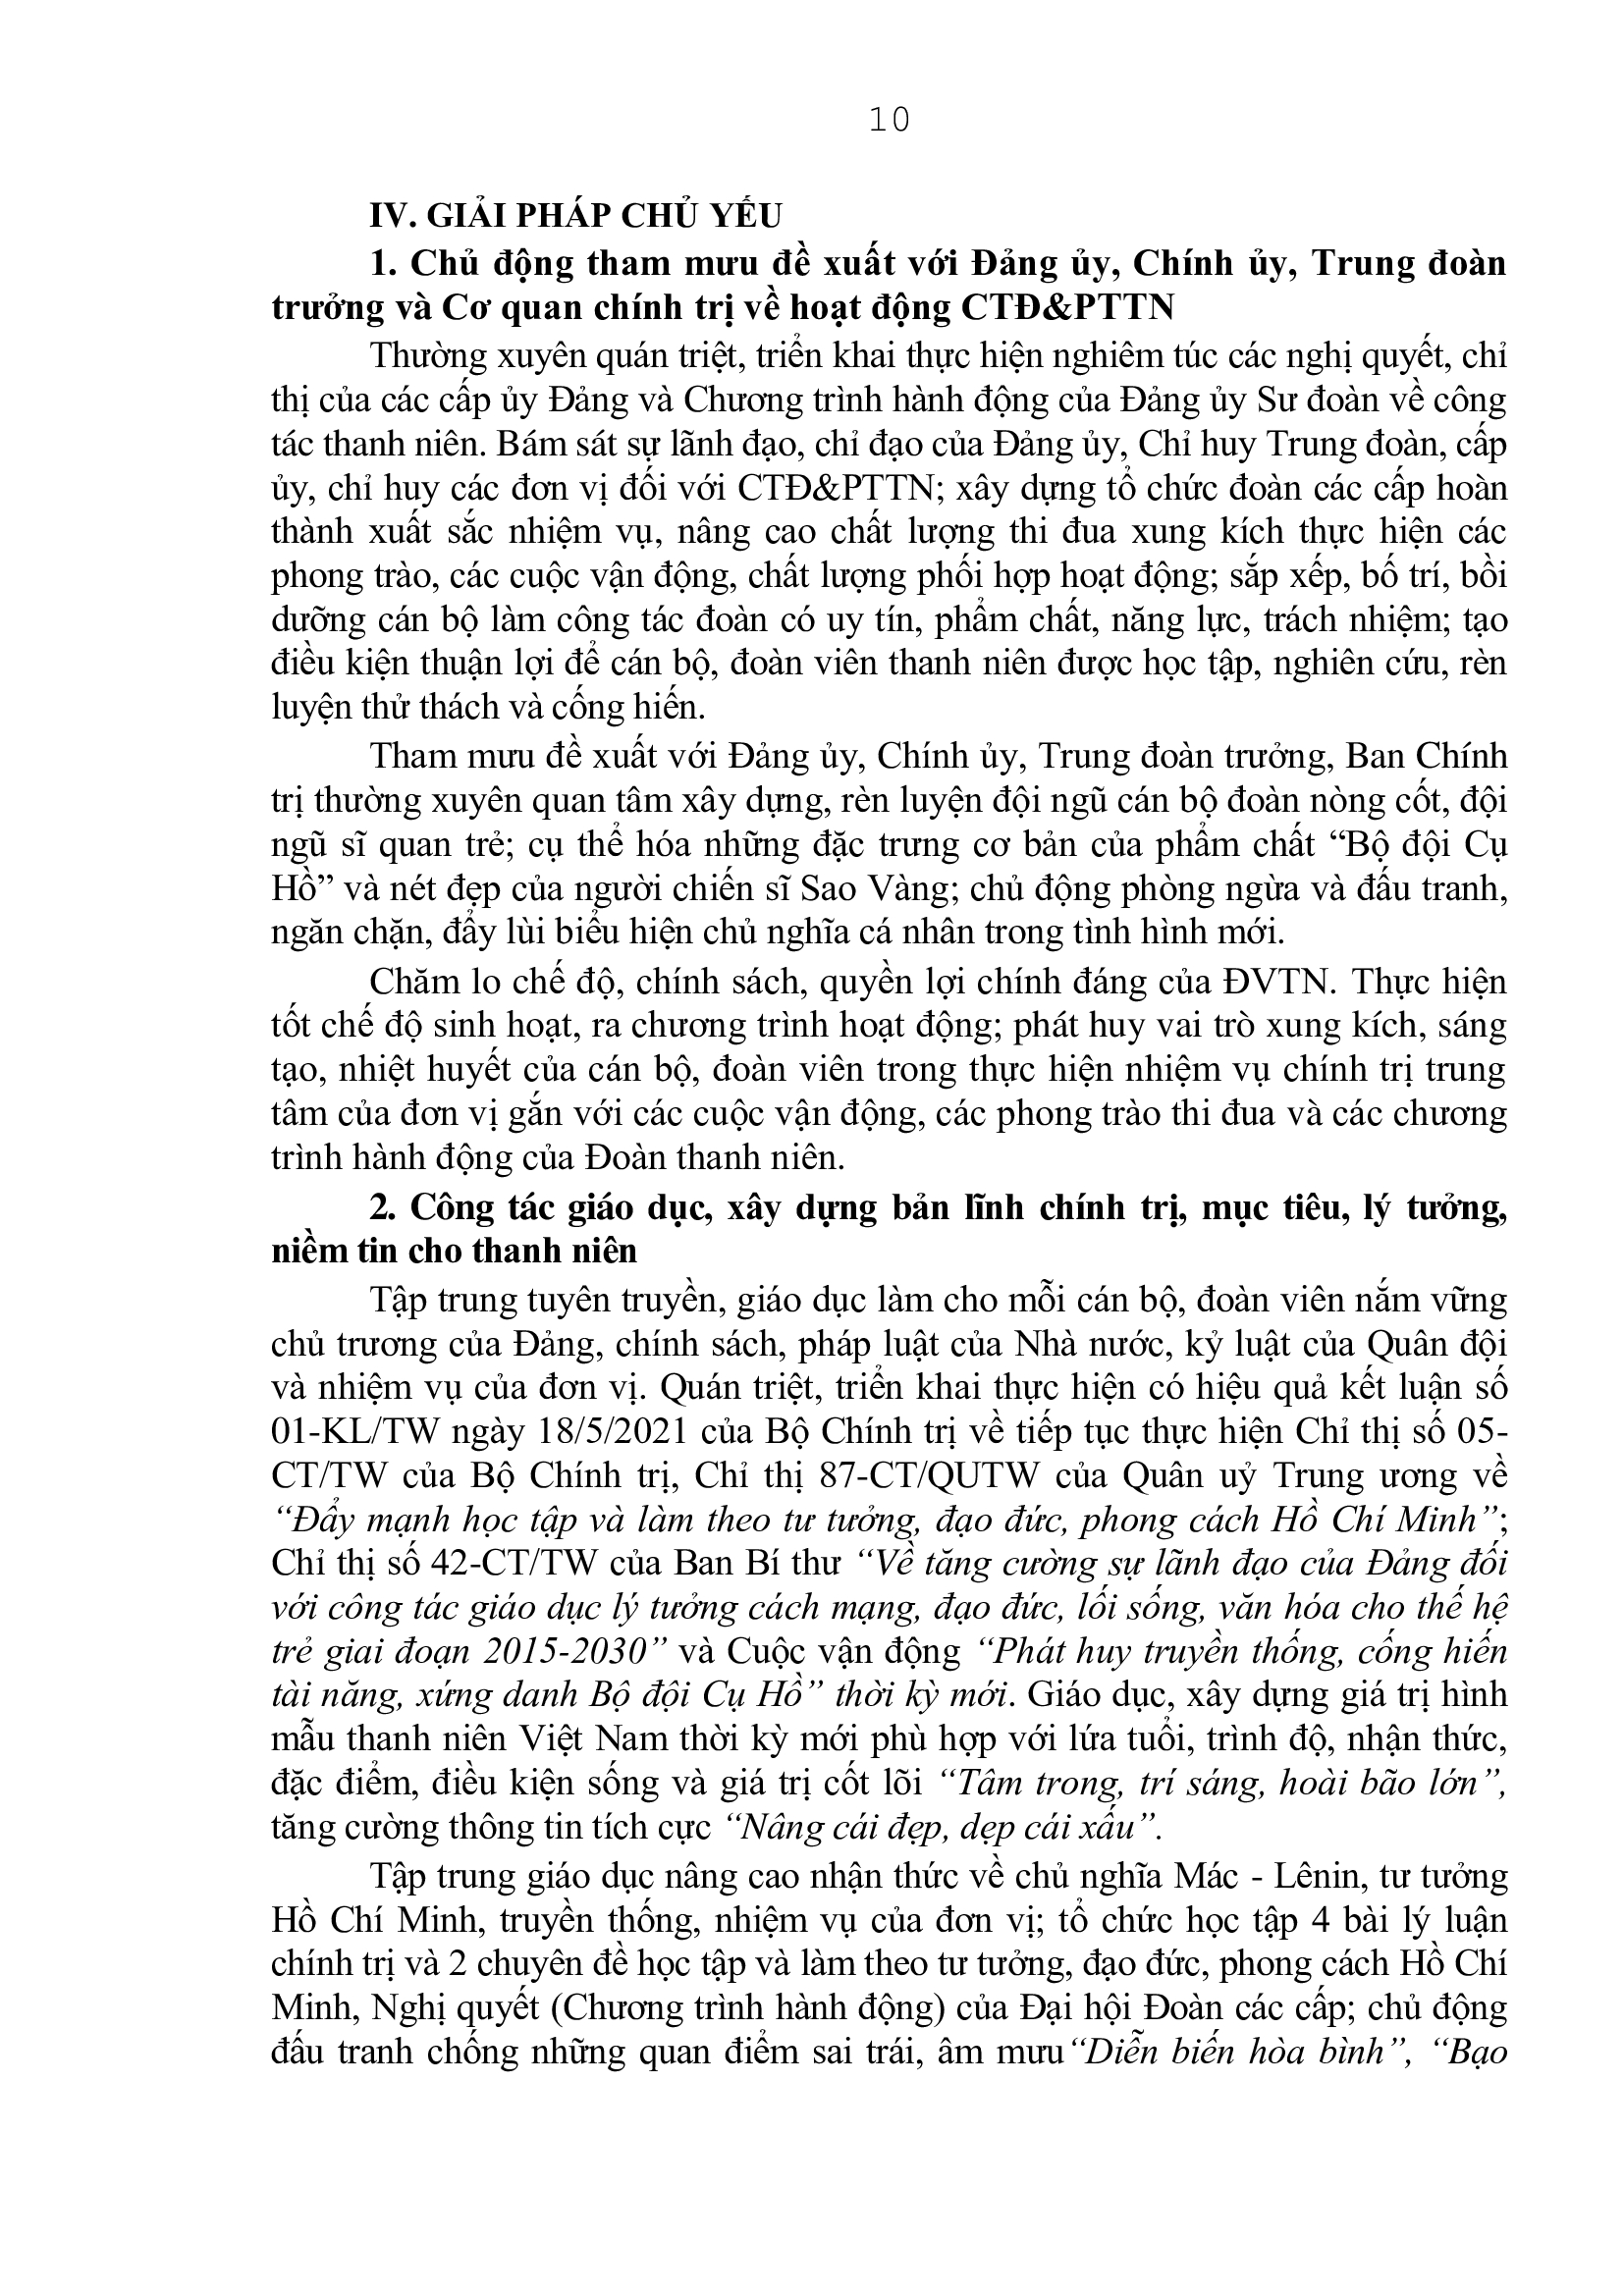 10
IV. GIẢI PHÁP CHỦ YẾU
1. Chủ động tham mưu đề xuất với Đảng ủy, Chính ủy, Trung đoàn
trưởng và Cơ quan chính trị về hoạt động CTĐ&PTTN
Thường xuyên quán triệt, triển khai thực hiện nghiêm túc các nghị quyết, chỉ
thị của các cấp ủy Đảng và Chương trình hành động của Đảng ủy Sư đoàn về công
tác thanh niên. Bám sát sự lãnh đạo, chỉ đạo của Đảng ủy, Chỉ huy Trung đoàn, cấp
ủy, chỉ huy các đơn vị đối với CTĐ&PTTN; xây dựng tổ chức đoàn các cấp hoàn
thành xuất sắc nhiệm vụ, nâng cao chất lượng thi đua xung kích thực hiện các
phong trào, các cuộc vận động, chất lượng phối hợp hoạt động; sắp xếp, bố trí, bồi
dưỡng cán bộ làm công tác đoàn có uy tín, phẩm chất, năng lực, trách nhiệm; tạo
điều kiện thuận lợi để cán bộ, đoàn viên thanh niên được học tập, nghiên cứu, rèn
luyện thử thách và cống hiến.
Tham mưu đề xuất với Đảng ủy, Chính ủy, Trung đoàn trưởng, Ban Chính
trị thường xuyên quan tâm xây dựng, rèn luyện đội ngũ cán bộ đoàn nòng cốt, đội
ngũ sĩ quan trẻ; cụ thể hóa những đặc trưng cơ bản của phẩm chất “Bộ đội Cụ
Hồ” và nét đẹp của người chiến sĩ Sao Vàng; chủ động phòng ngừa và đấu tranh,
ngăn chặn, đẩy lùi biểu hiện chủ nghĩa cá nhân trong tình hình mới.
Chăm lo chế độ, chính sách, quyền lợi chính đáng của ĐVTN. Thực hiện
tốt chế độ sinh hoạt, ra chương trình hoạt động; phát huy vai trò xung kích, sáng
tạo, nhiệt huyết của cán bộ, đoàn viên trong thực hiện nhiệm vụ chính trị trung
tâm của đơn vị gắn với các cuộc vận động, các phong trào thi đua và các chương
trình hành động của Đoàn thanh niên.
2. Công tác giáo dục, xây dựng bản lĩnh chính trị, mục tiêu, lý tưởng,
niềm tin cho thanh niên
Tập trung tuyên truyền, giáo dục làm cho mỗi cán bộ, đoàn viên nắm vững
chủ trương của Đảng, chính sách, pháp luật của Nhà nước, kỷ luật của Quân đội
và nhiệm vụ của đơn vị. Quán triệt, triển khai thực hiện có hiệu quả kết luận số
01-KL/TW ngày 18/5/2021 của Bộ Chính trị về tiếp tục thực hiện Chỉ thị số 05-
CT/TW của Bộ Chính trị, Chỉ thị 87-CT/QUTW của Quân uỷ Trung ương về
“Đẩy mạnh học tập và làm theo tư tưởng, đạo đức, phong cách Hồ Chí Minh”;
Chỉ thị số 42-CT/TW của Ban Bí thư “Về tăng cường sự lãnh đạo của Đảng đối
với công tác giáo dục lý tưởng cách mạng, đạo đức, lối sống, văn hóa cho thế hệ
trẻ giai đoạn 2015-2030” và Cuộc vận động “Phát huy truyền thống, cống hiến
tài năng, xứng danh Bộ đội Cụ Hồ” thời kỳ mới. Giáo dục, xây dựng giá trị hình
mẫu thanh niên Việt Nam thời kỳ mới phù hợp với lứa tuổi, trình độ, nhận thức,
đặc điểm, điều kiện sống và giá trị cốt lõi “Tâm trong, trí sáng, hoài bão lớn”,
tăng cường thông tin tích cực “Nâng cái đẹp, dẹp cái xấu”.
Tập trung giáo dục nâng cao nhận thức về chủ nghĩa Mác - Lênin, tư tưởng
Hồ Chí Minh, truyền thống, nhiệm vụ của đơn vị; tổ chức học tập 4 bài lý luận
chính trị và 2 chuyên đề học tập và làm theo tư tưởng, đạo đức, phong cách Hồ Chí
Minh, Nghị quyết (Chương trình hành động) của Đại hội Đoàn các cấp; chủ động
đấu tranh chống những quan điểm sai trái, âm mưu“Diễn biến hòa bình”, “Bạo